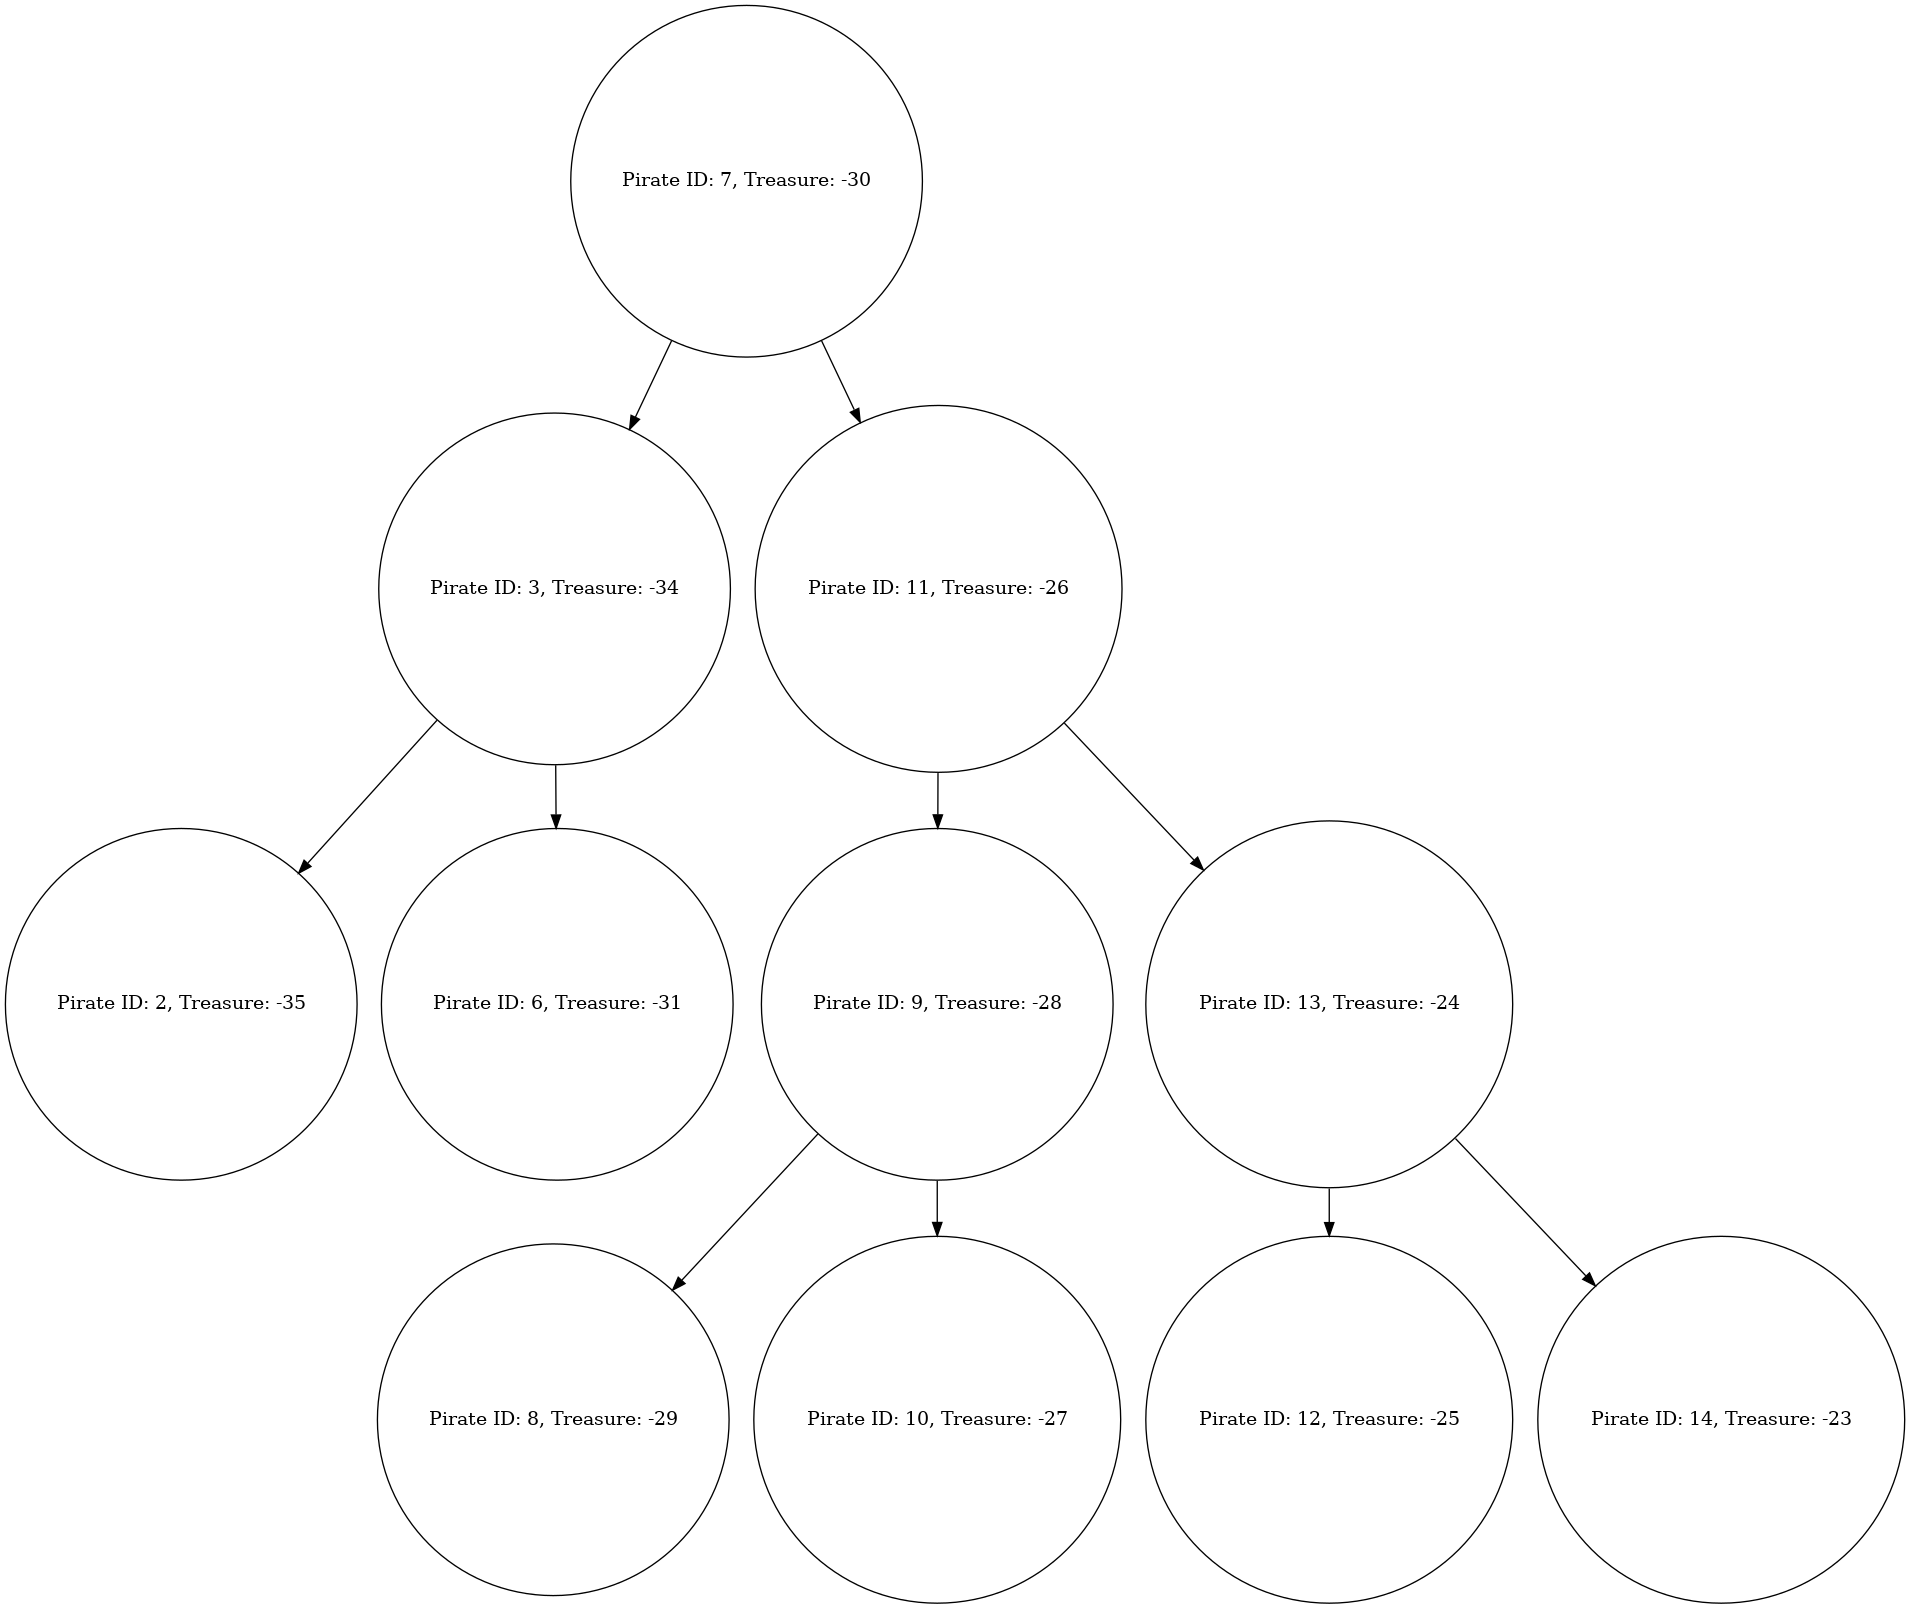 Pirate ID: 7, Treasure: -30
Pirate ID: 3, Treasure: -34
Pirate ID: 11, Treasure: -26
Pirate ID: 2, Treasure: -35
Pirate ID: 6, Treasure: -31
Pirate ID: 9, Treasure: -28
Pirate ID: 13, Treasure: -24
Pirate ID: 8, Treasure: -29
Pirate ID: 10, Treasure: -27
Pirate ID: 12, Treasure: -25
Pirate ID: 14, Treasure: -23